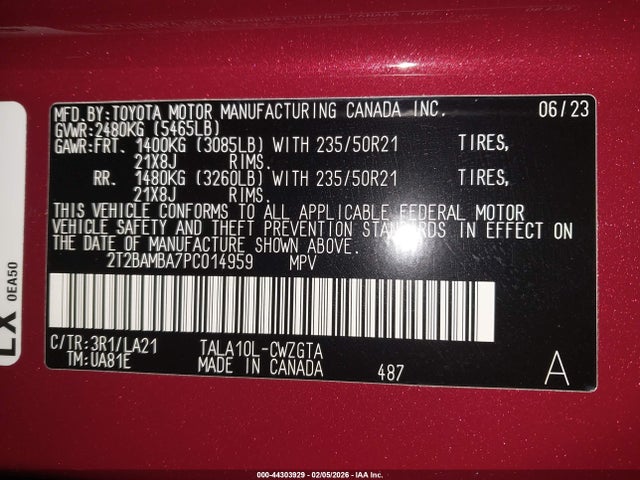 06/23
MFD.BY:TOYOTA MOTOR MANUFACTURING CANADA INC. 06/23
GVWR:2480KG (5465LB)
GAWR:FRT. 1400KG (3085LB) WITH 235/50R21 TIRES,
21X8J RIMS.
RR. 1480KG (3260LB) WITH 235/50R21 TIRES,
21X8J RIMS.
THIS VEHICLE CONFORMS TO ALL APPLICABLE FEDERAL MOTOR
VEHICLE SAFETY AND THEFT PREVENTION STANDARDS IN EFFECT ON
THE DATE OF MANUFACTURE SHOWN ABOVE.
2T2BAMBA7PC014959 MPV
C/TR:3R1/LA21 TALA10L-CWZGTA
TM:UA81E MADE IN CANADA 487 A
0EA50
000-44303929 - 02/05/2026 - IAA Inc.